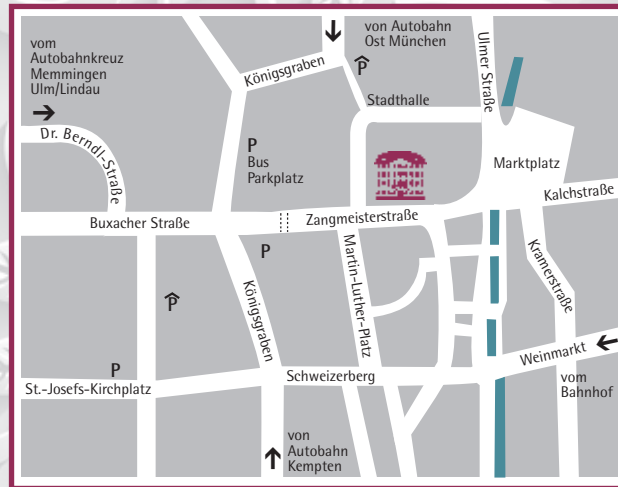 vom
Autobahnkreuz
Memmingen
Ulm/Lindau
von Autobahn
Ost München
Ulmer Straße
Königsgraben
P
Stadthalle
Dr. Berndl-Straße
P
Bus
Parkplatz
Marktplatz
Kalchstraße
Buxacher Straße
Zangmeisterstraße
P
Königsgraben
Martin-Luther-Platz
Kramerstraße
P
P
St.-Josefs-Kirchplatz
Schweizerberg
Weinmarkt
vom
Bahnhof
von
Autobahn
Kempten